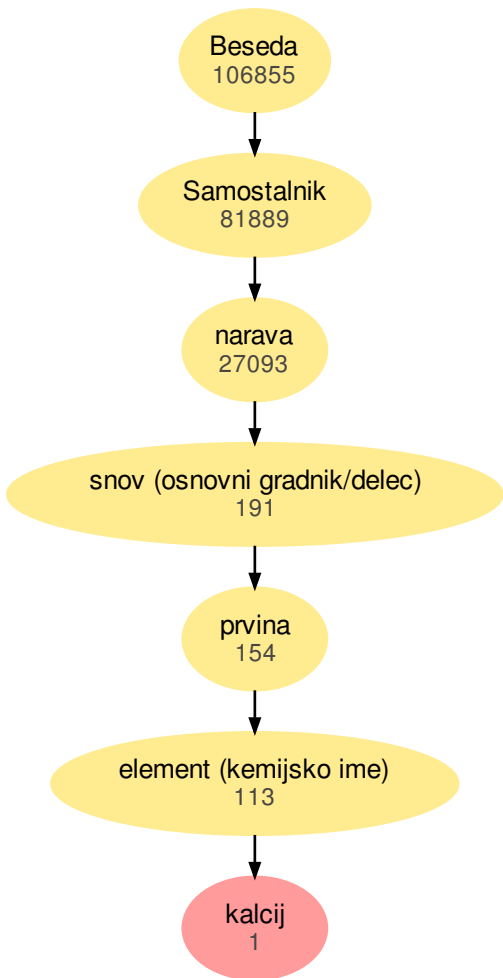 Beseda
106855
Samostalnik
81889
narava
27093
snov (osnovni gradnik/delec)
191
prvina
154
element (kemijsko ime)
113
kalcij
1